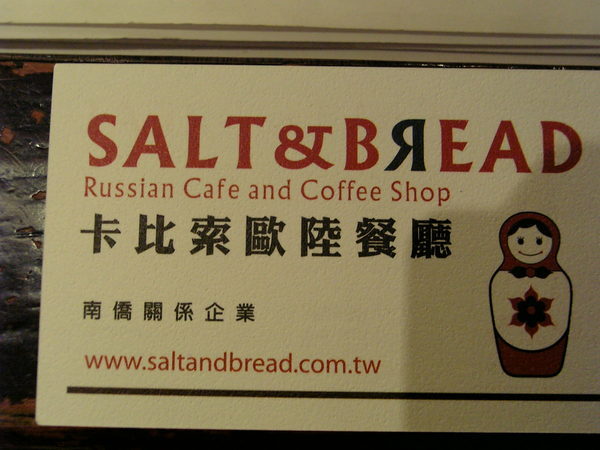 SALT&BЯEAD
Russian Cafe and Coffee Shop
卡比索歐陸餐廳
南僑關係企業
www.saltandbread.com.tw